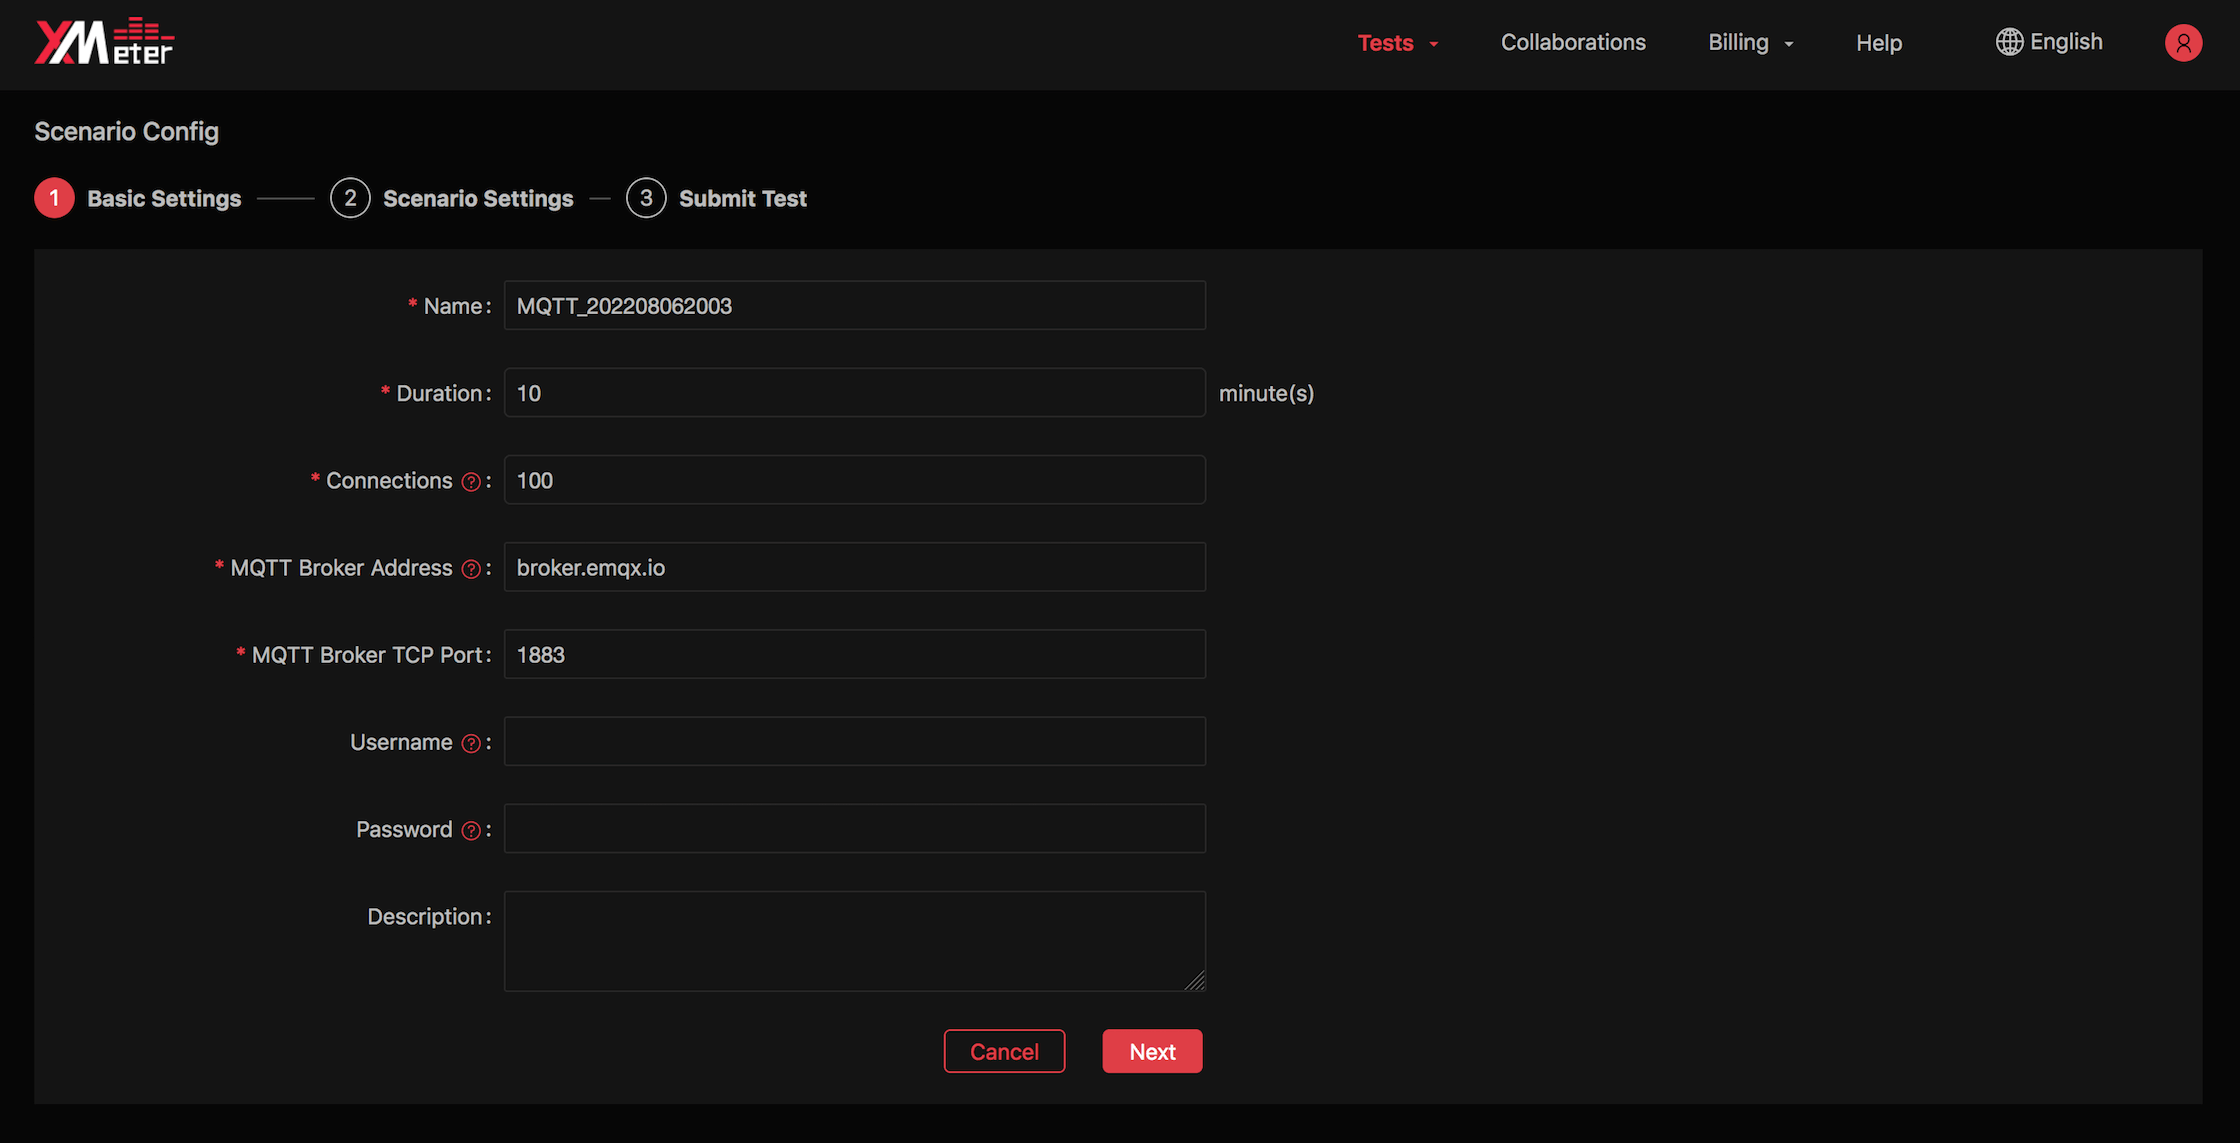 XMeter
Tests
Collaborations
Billing
Help
English
Scenario Config
1 Basic Settings
2 Scenario Settings
3 Submit Test
* Name: MQTT_202208062003
* Duration: 10 minute(s)
* Connections ?: 100
* MQTT Broker Address ?: broker.emqx.io
* MQTT Broker TCP Port: 1883
Username ?:
Password ?:
Description:
Cancel
Next